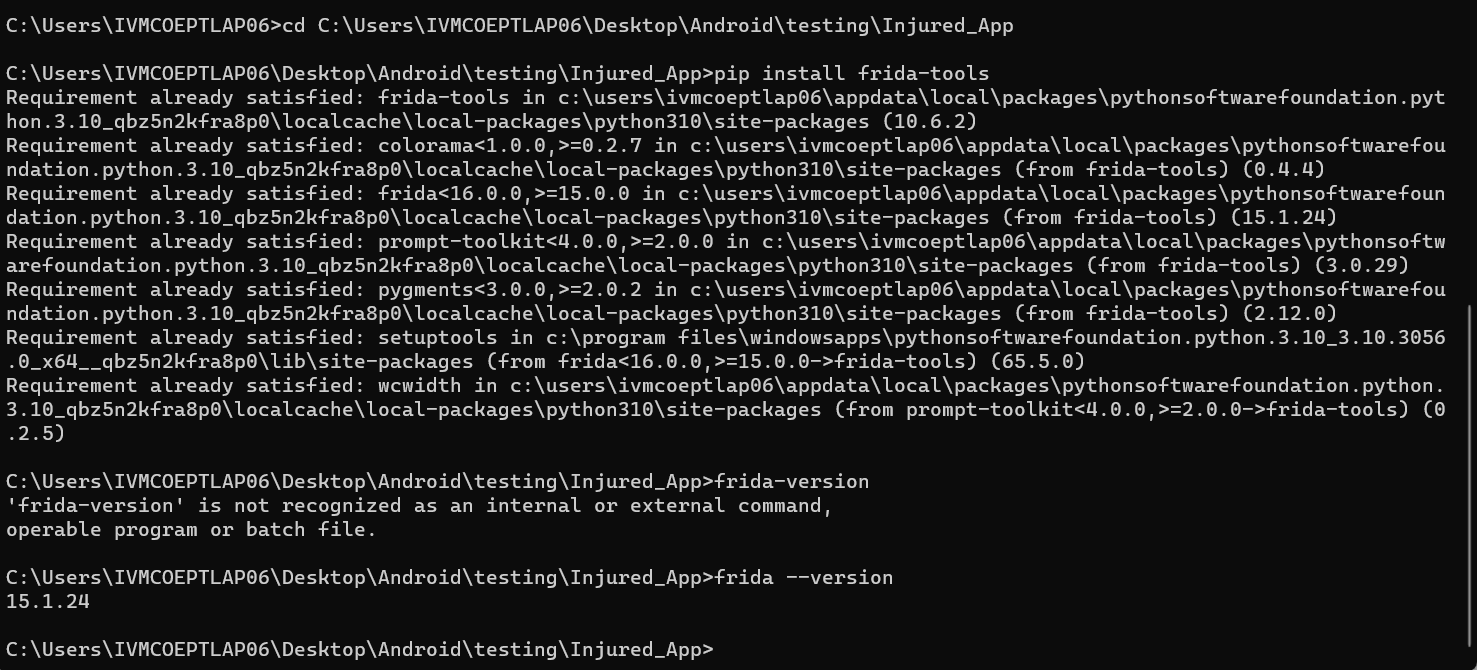 C:\Users\IVMCOEPTLAP06>cd C:\Users\IVMCOEPTLAP06\Desktop\Android\testing\Injured_App
C:\Users\IVMCOEPTLAP06\Desktop\Android\testing\Injured_App>pip install frida-tools
Requirement already satisfied: frida-tools in c:\users\ivmcoeptlap06\appdata\local\packages\pythonsoftwarefoundation.pyt
hon.3.10_qbz5n2kfra8p0\localcache\local-packages\python310\site-packages (10.6.2)
Requirement already satisfied: colorama<1.0.0,>=0.2.7 in c:\users\ivmcoeptlap06\appdata\local\packages\pythonsoftwarefou
ndation.python.3.10_qbz5n2kfra8p0\localcache\local-packages\python310\site-packages (from frida-tools) (0.4.4)
Requirement already satisfied: frida<16.0.0,>=15.0.0 in c:\users\ivmcoeptlap06\appdata\local\packages\pythonsoftwarefoun
dation.python.3.10_qbz5n2kfra8p0\localcache\local-packages\python310\site-packages (from frida-tools) (15.1.24)
Requirement already satisfied: prompt-toolkit<4.0.0,>=2.0.0 in c:\users\ivmcoeptlap06\appdata\local\packages\pythonsoftw
arefoundation.python.3.10_qbz5n2kfra8p0\localcache\local-packages\python310\site-packages (from frida-tools) (3.0.29)
Requirement already satisfied: pygments<3.0.0,>=2.0.2 in c:\users\ivmcoeptlap06\appdata\local\packages\pythonsoftwarefou
ndation.python.3.10_qbz5n2kfra8p0\localcache\local-packages\python310\site-packages (from frida-tools) (2.12.0)
Requirement already satisfied: setuptools in c:\program files\windowsapps\pythonsoftwarefoundation.python.3.10_3.10.3056
.0_x64__qbz5n2kfra8p0\lib\site-packages (from frida<16.0.0,>=15.0.0->frida-tools) (65.5.0)
Requirement already satisfied: wcwidth in c:\users\ivmcoeptlap06\appdata\local\packages\pythonsoftwarefoundation.python.
3.10_qbz5n2kfra8p0\localcache\local-packages\python310\site-packages (from prompt-toolkit<4.0.0,>=2.0.0->frida-tools) (0
.2.5)
C:\Users\IVMCOEPTLAP06\Desktop\Android\testing\Injured_App>frida-version
'frida-version' is not recognized as an internal or external command,
operable program or batch file.
C:\Users\IVMCOEPTLAP06\Desktop\Android\testing\Injured_App>frida --version
15.1.24
C:\Users\IVMCOEPTLAP06\Desktop\Android\testing\Injured_App>